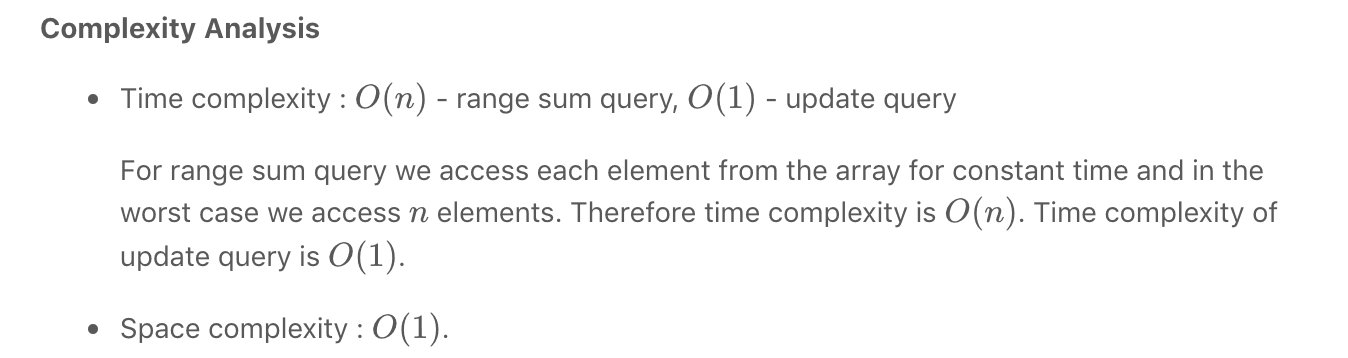 Complexity Analysis
• Time complexity : O(n) - range sum query, O(1) - update query
For range sum query we access each element from the array for constant time and in the
worst case we access n elements. Therefore time complexity is O(n). Time complexity of
update query is O(1).
• Space complexity : O(1).